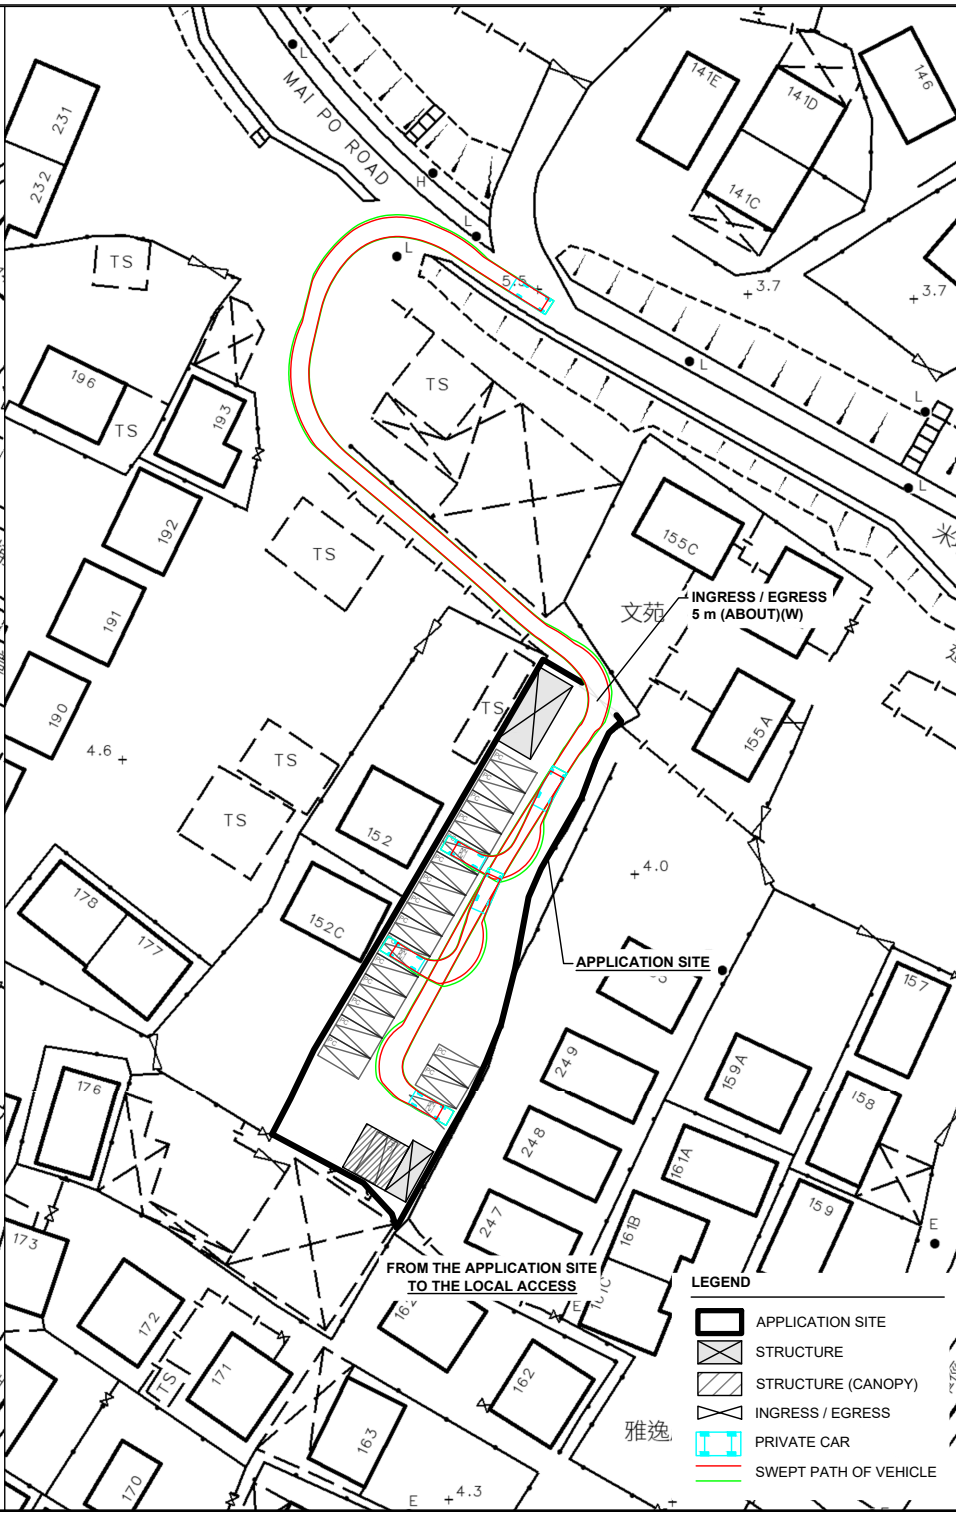 MAI PO ROAD
L
H
L
L
L
L
L
231
232
141E
141D
141C
146
TS
5.5
3.7
3.7
196
193
TS
TS
192
TS
191
190
155C
文苑
INGRESS / EGRESS
5 m (ABOUT)(W)
155A
TS
4.6
TS
TS
152
152C
4.0
178
177
APPLICATION SITE
157
176
249
159A
158
248
161A
159
247
161B
E
173
FROM THE APPLICATION SITE
TO THE LOCAL ACCESS
E
172
171
TS
162
163
170
雅逸
E
4.3
LEGEND
APPLICATION SITE
STRUCTURE
STRUCTURE (CANOPY)
INGRESS / EGRESS
PRIVATE CAR
SWEPT PATH OF VEHICLE